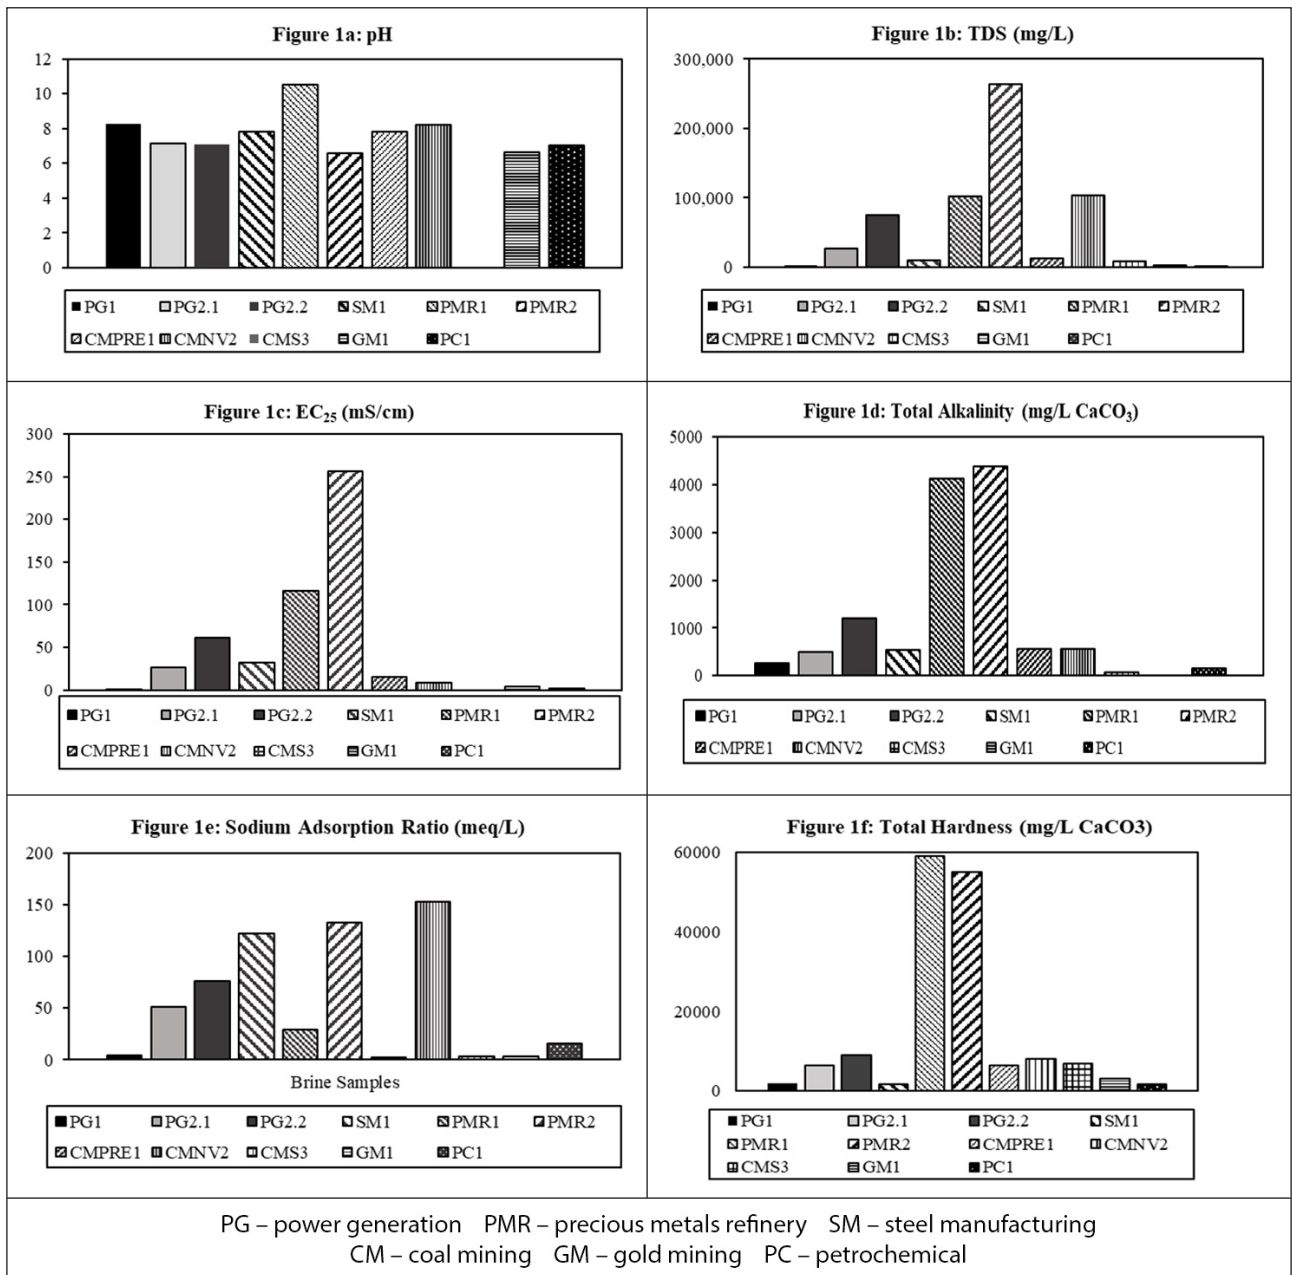 Figure 1a: pH
12
10
8
6
4
2
0
PG1 PG2.1 PG2.2 SM1 PMR1 PMR2
CMPRE1 CMNV2 CMS3 GM1 PC1
Figure 1b: TDS (mg/L)
300,000
200,000
100,000
0
PG1 PG2.1 PG2.2 SM1 PMR1 PMR2
CMPRE1 CMNV2 CMS3 GM1 PC1
Figure 1c: EC₂₅ (mS/cm)
300
250
200
150
100
50
0
PG1 PG2.1 PG2.2 SM1 PMR1 PMR2
CMPRE1 CMNV2 CMS3 GM1 PC1
Figure 1d: Total Alkalinity (mg/L CaCO₃)
5000
4000
3000
2000
1000
0
PG1 PG2.1 PG2.2 SM1 PMR1 PMR2
CMPRE1 CMNV2 CMS3 GM1 PC1
Figure 1e: Sodium Adsorption Ratio (meq/L)
200
150
100
50
0
Brine Samples
PG1 PG2.1 PG2.2 SM1 PMR1 PMR2
CMPRE1 CMNV2 CMS3 GM1 PC1
Figure 1f: Total Hardness (mg/L CaCO3)
60000
40000
20000
0
PG1 PG2.1 PG2.2 SM1
PMR1 PMR2 CMPRE1 CMNV2
CMS3 GM1 PC1
PG – power generation PMR – precious metals refinery SM – steel manufacturing
CM – coal mining GM – gold mining PC – petrochemical